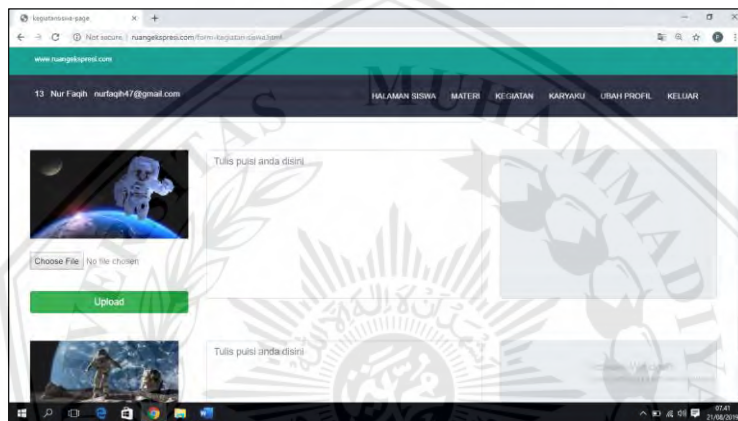 kegiatansiswa-page
Not secure | ruangekspresi.com/form-kegiatan-siswa.html
www.ruangekspresi.com
13 Nur Faqih nurfaqih47@gmail.com HALAMAN SISWA MATERI KEGIATAN KARYAKU UBAH PROFIL KELUAR
Tulis puisi anda disini
Choose File No file chosen
Upload
Tulis puisi anda disini
07.41
21/08/2019
MUHAMMADIYA